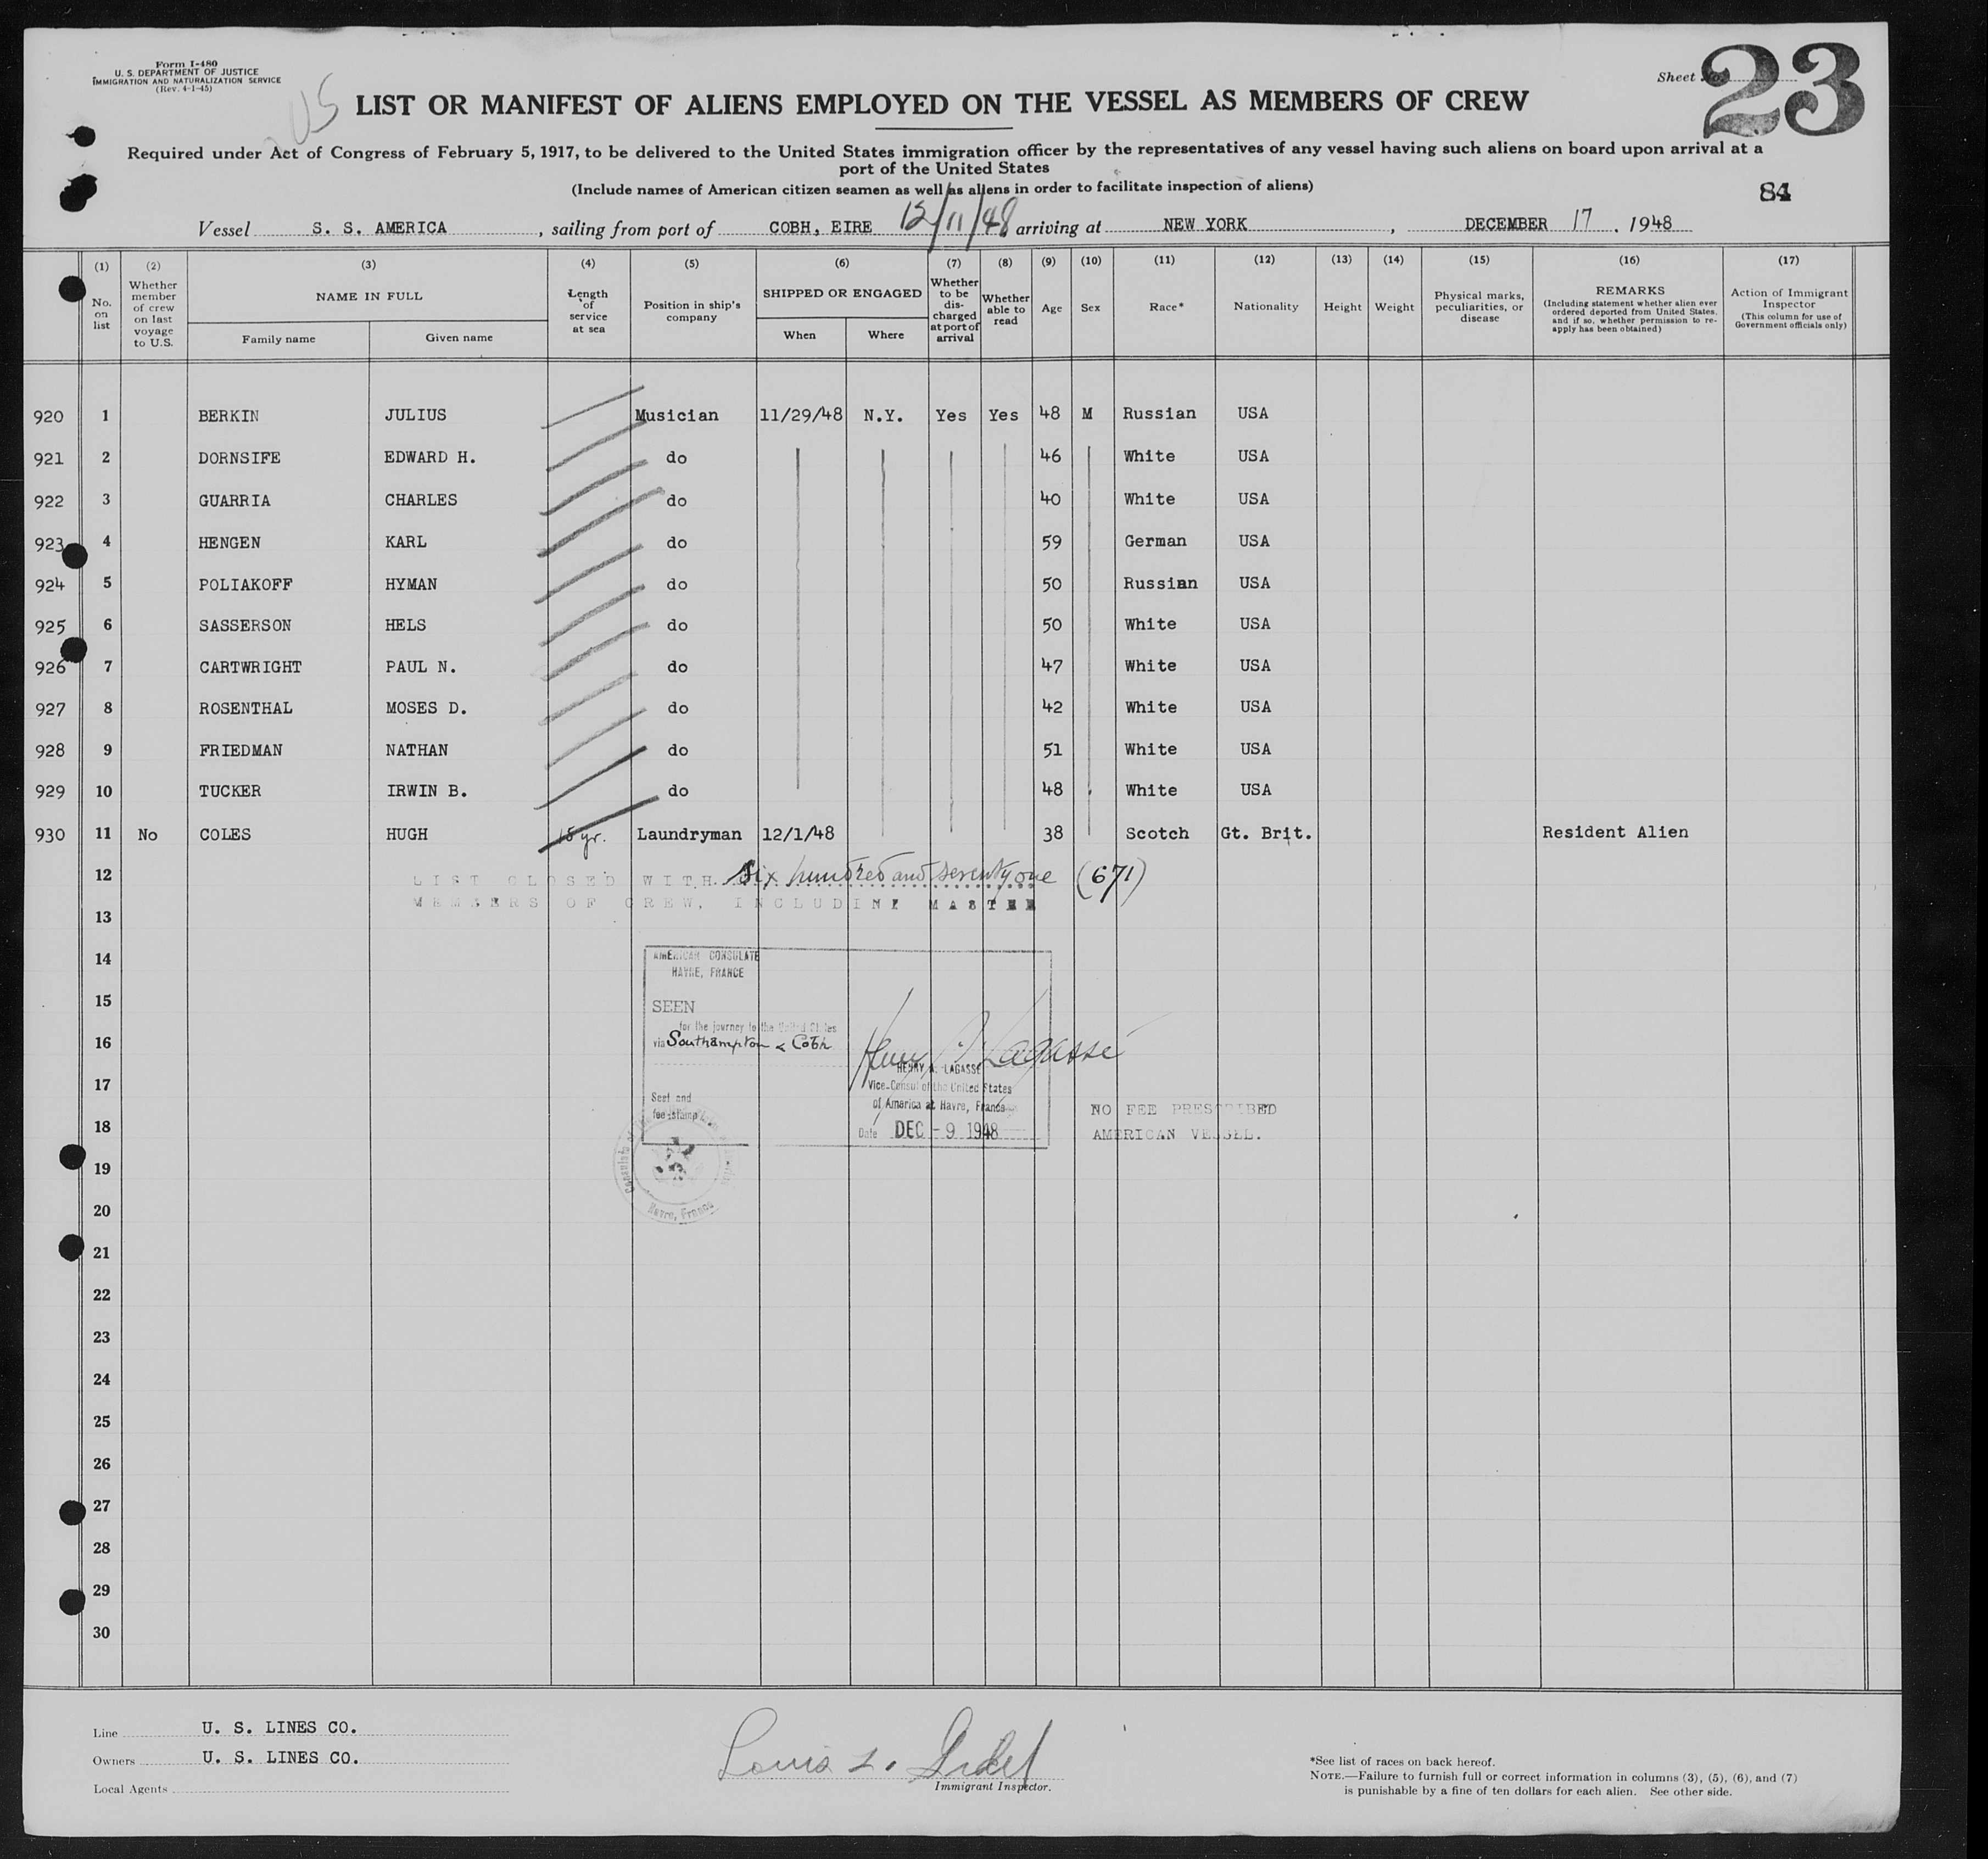 Form I-480
U. S. DEPARTMENT OF JUSTICE
IMMIGRATION AND NATURALIZATION SERVICE
(Rev. 4-1-45)
US
Sheet No. 23
LIST OR MANIFEST OF ALIENS EMPLOYED ON THE VESSEL AS MEMBERS OF CREW
Required under Act of Congress of February 5, 1917, to be delivered to the United States immigration officer by the representatives of any vessel having such aliens on board upon arrival at a
port of the United States
(Include names of American citizen seamen as well as aliens in order to facilitate inspection of aliens)
84
Vessel S. S. AMERICA, sailing from port of COBH, EIRE 12/11/48 arriving at NEW YORK, DECEMBER 17, 1948
(1) (2) (3) (4) (5) (6) (7) (8) (9) (10) (11) (12) (13) (14) (15) (16) (17)
No. on list
Whether member of crew on last voyage to U.S.
NAME IN FULL
Family name
Given name
Length of service at sea
Position in ship's company
SHIPPED OR ENGAGED
When
Where
Whether to be discharged at port of arrival
Whether able to read
Age
Sex
Race*
Nationality
Height
Weight
Physical marks, peculiarities, or disease
REMARKS
(Including statement whether alien ever ordered deported from United States, and if so, whether permission to reapply has been obtained)
Action of Immigrant Inspector
(This column for use of Government officials only)
920 1 BERKIN JULIUS Musician 11/29/48 N.Y. Yes Yes 48 M Russian USA
921 2 DORNSIFE EDWARD H. do 46 White USA
922 3 GUARRIA CHARLES do 40 White USA
923 4 HENGEN KARL do 59 German USA
924 5 POLIAKOFF HYMAN do 50 Russian USA
925 6 SASSERSON HELS do 50 White USA
926 7 CARTWRIGHT PAUL N. do 47 White USA
927 8 ROSENTHAL MOSES D. do 42 White USA
928 9 FRIEDMAN NATHAN do 51 White USA
929 10 TUCKER IRWIN B. do 48 White USA
930 11 No COLES HUGH 15 yr. Laundryman 12/1/48 38 Scotch Gt. Brit. Resident Alien
12 LIST CLOSED WITH Six hundred and seventy one (671)
13 MEMBERS OF CREW, INCLUDING MASTER
14
15
16
17
18
19
20
21
22
23
24
25
26
27
28
29
30
AMERICAN CONSULATE
HAVRE, FRANCE
SEEN
for the journey to the United States
via Southampton & Cobh
Henry A. Lagassé
HENRY A. LAGASSE
Vice-Consul of the United States
of America at Havre, France
Seal and
fee stamp
Date DEC - 9 1948
NO FEE PRESCRIBED
AMERICAN VESSEL.
Havre, France
Line U. S. LINES CO.
Owners U. S. LINES CO.
Local Agents
Louis L.
Immigrant Inspector.
*See list of races on back hereof.
NOTE.—Failure to furnish full or correct information in columns (3), (5), (6), and (7)
is punishable by a fine of ten dollars for each alien. See other side.